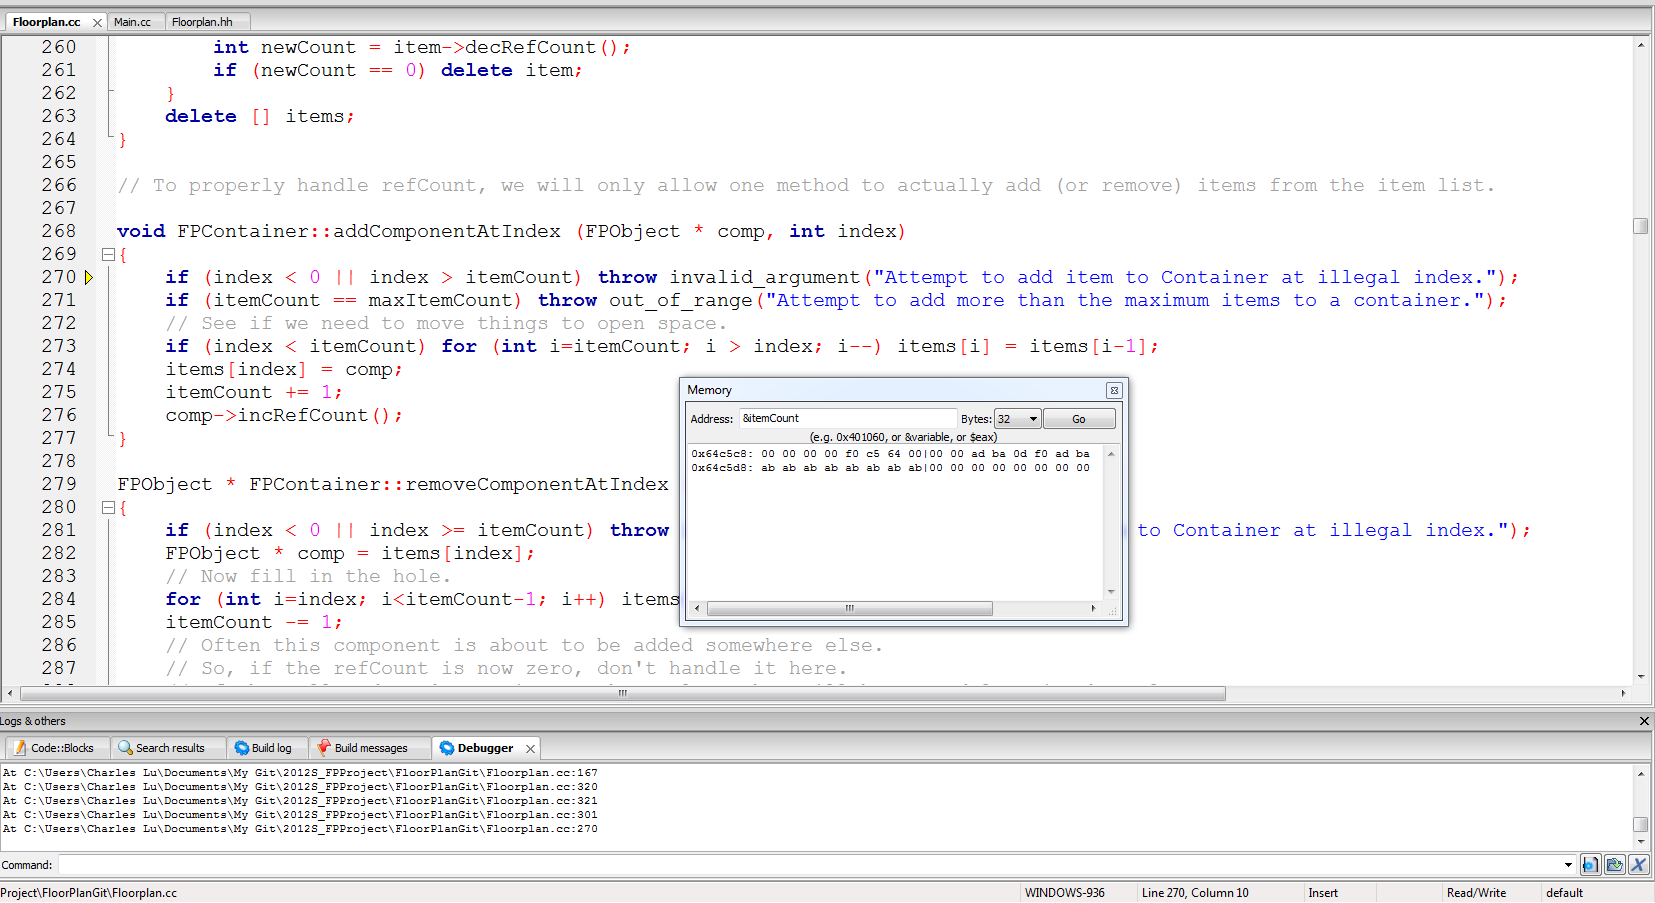 Floorplan.cc Main.cc Floorplan.hh
260 int newCount = item->decRefCount();
261 if (newCount == 0) delete item;
262 }
263 delete [] items;
264 }
265
266 // To properly handle refCount, we will only allow one method to actually add (or remove) items from the item list.
267
268 void FPContainer::addComponentAtIndex (FPObject * comp, int index)
269 {
270 if (index < 0 || index > itemCount) throw invalid_argument("Attempt to add item to Container at illegal index.");
271 if (itemCount == maxItemCount) throw out_of_range("Attempt to add more than the maximum items to a container.");
272 // See if we need to move things to open space.
273 if (index < itemCount) for (int i=itemCount; i > index; i--) items[i] = items[i-1];
274 items[index] = comp;
275 itemCount += 1;
276 comp->incRefCount();
277 }
278
279 FPObject * FPContainer::removeComponentAtIndex
280 {
281 if (index < 0 || index >= itemCount) throw to Container at illegal index.");
282 FPObject * comp = items[index];
283 // Now fill in the hole.
284 for (int i=index; i<itemCount-1; i++) items
285 itemCount -= 1;
286 // Often this component is about to be added somewhere else.
287 // So, if the refCount is now zero, don't handle it here.
Memory
Address: &itemCount Bytes: 32 Go
(e.g. 0x401060, or &variable, or $eax)
0x64c5c8: 00 00 00 00 f0 c5 64 00|00 00 ad ba 0d f0 ad ba
0x64c5d8: ab ab ab ab ab ab ab ab|00 00 00 00 00 00 00 00
Logs & others
Code::Blocks Search results Build log Build messages Debugger
At C:\Users\Charles Lu\Documents\My Git\2012S_FPProject\FloorPlanGit\Floorplan.cc:167
At C:\Users\Charles Lu\Documents\My Git\2012S_FPProject\FloorPlanGit\Floorplan.cc:320
At C:\Users\Charles Lu\Documents\My Git\2012S_FPProject\FloorPlanGit\Floorplan.cc:321
At C:\Users\Charles Lu\Documents\My Git\2012S_FPProject\FloorPlanGit\Floorplan.cc:301
At C:\Users\Charles Lu\Documents\My Git\2012S_FPProject\FloorPlanGit\Floorplan.cc:270
Command:
Project\FloorPlanGit\Floorplan.cc WINDOWS-936 Line 270, Column 10 Insert Read/Write default